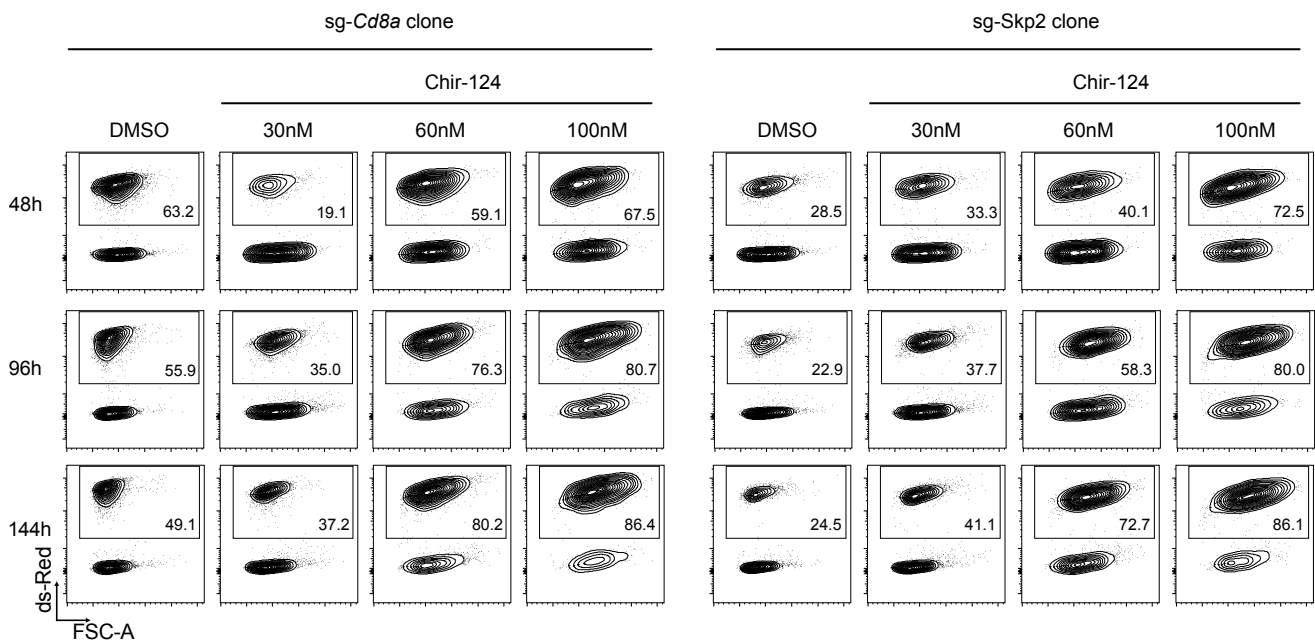 sg-Cd8a clone sg-Skp2 clone
Chir-124 Chir-124
DMSO 30nM 60nM 100nM DMSO 30nM 60nM 100nM
48h 63.2 19.1 59.1 67.5 28.5 33.3 40.1 72.5
96h 55.9 35.0 76.3 80.7 22.9 37.7 58.3 80.0
144h 49.1 37.2 80.2 86.4 24.5 41.1 72.7 86.1
ds-Red
FSC-A